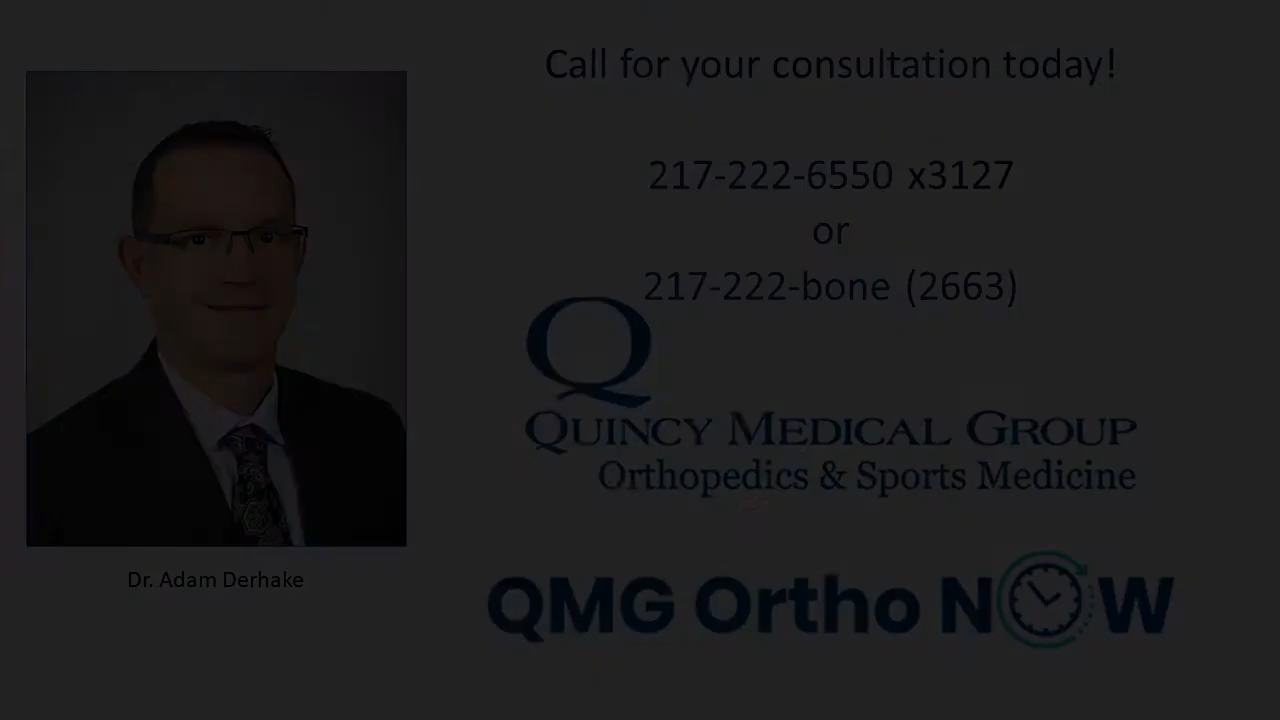 Call for your consultation today!
217-222-6550 x3127
or
217-222-bone (2663)
Q
QUINCY MEDICAL GROUP
Orthopedics & Sports Medicine
Dr. Adam Derhake
QMG Ortho NOW